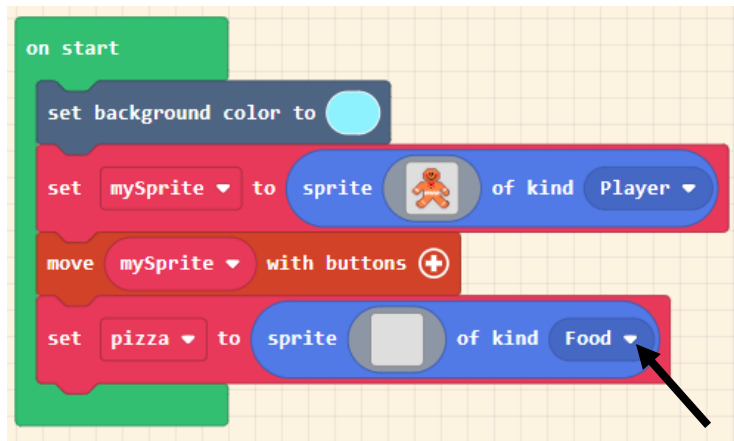 on start
set background color to
set mySprite to sprite of kind Player
move mySprite with buttons
set pizza to sprite of kind Food